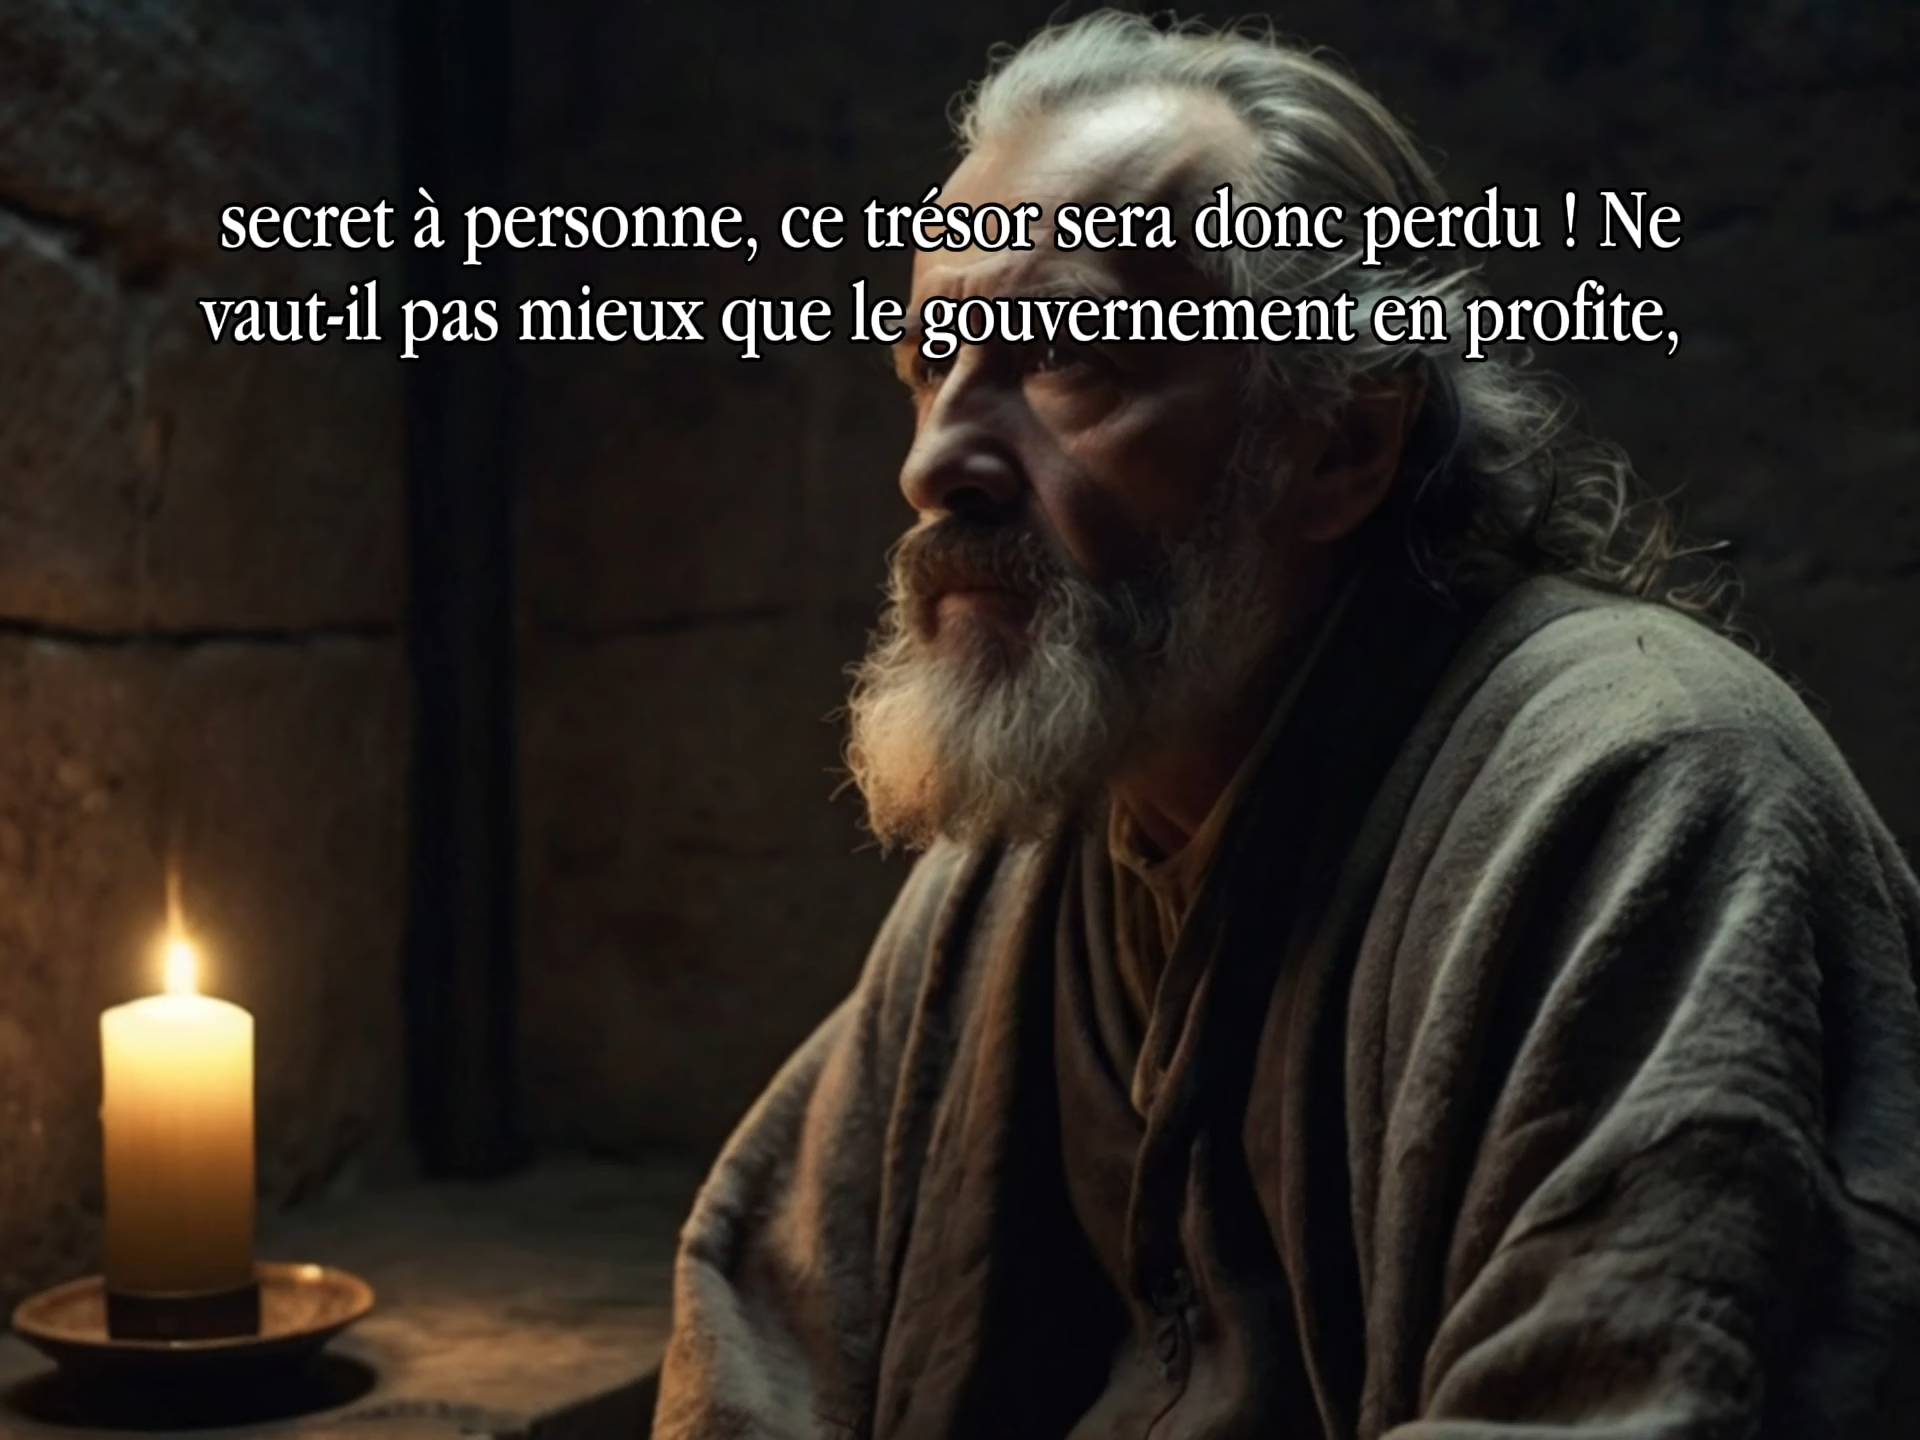 secret à personne, ce trésor sera donc perdu ! Ne
vaut-il pas mieux que le gouvernement en profite,